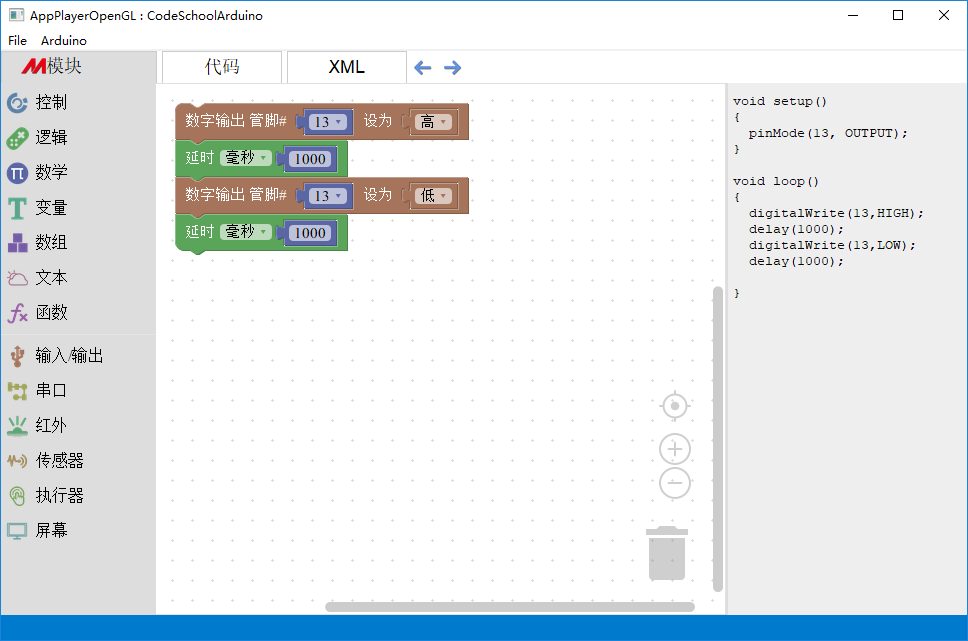 AppPlayerOpenGL : CodeSchoolArduino
File Arduino
M模块
代码
XML
控制
逻辑
数学
变量
数组
文本
函数
输入/输出
串口
红外
传感器
执行器
屏幕
数字输出 管脚# 13 设为 高
延时 毫秒 1000
数字输出 管脚# 13 设为 低
延时 毫秒 1000
void setup()
{
pinMode(13, OUTPUT);
}
void loop()
{
digitalWrite(13,HIGH);
delay(1000);
digitalWrite(13,LOW);
delay(1000);
}